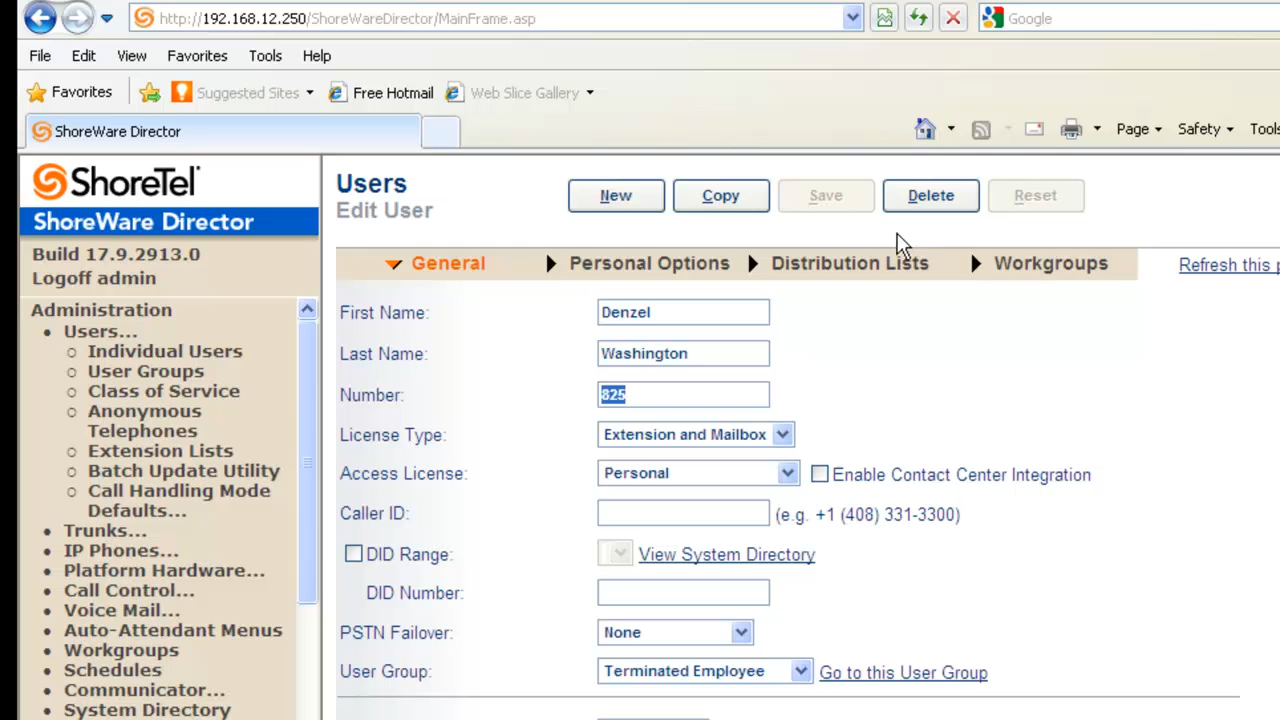 http://192.168.12.250/ShoreWareDirector/MainFrame.asp
Google
File Edit View Favorites Tools Help
Favorites Suggested Sites Free Hotmail Web Slice Gallery
ShoreWare Director
Page Safety Tools
ShoreTel
ShoreWare Director
Build 17.9.2913.0
Logoff admin
Administration
Users...
Individual Users
User Groups
Class of Service
Anonymous
Telephones
Extension Lists
Batch Update Utility
Call Handling Mode
Defaults...
Trunks...
IP Phones...
Platform Hardware...
Call Control...
Voice Mail...
Auto-Attendant Menus
Workgroups
Schedules
Communicator...
System Directory
Users
Edit User
New Copy Save Delete Reset
General Personal Options Distribution Lists Workgroups
Refresh this p
First Name: Denzel
Last Name: Washington
Number: 825
License Type: Extension and Mailbox
Access License: Personal Enable Contact Center Integration
Caller ID: (e.g. +1 (408) 331-3300)
DID Range: View System Directory
DID Number:
PSTN Failover: None
User Group: Terminated Employee Go to this User Group